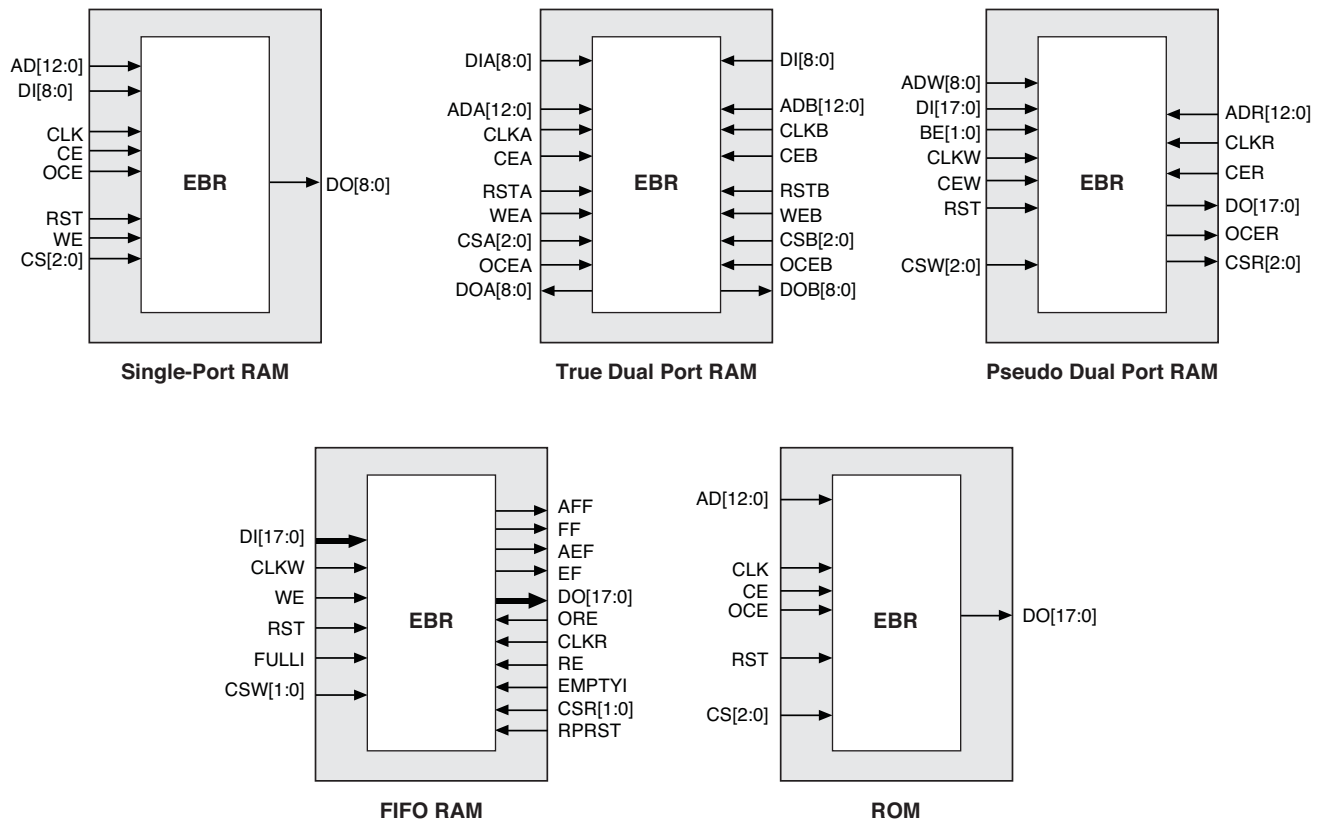 AD[12:0]
DI[8:0]
CLK
CE
OCE
RST
WE
CS[2:0]
EBR
DO[8:0]
Single-Port RAM
DIA[8:0]
ADA[12:0]
CLKA
CEA
RSTA
WEA
CSA[2:0]
OCEA
DOA[8:0]
EBR
DI[8:0]
ADB[12:0]
CLKB
CEB
RSTB
WEB
CSB[2:0]
OCEB
DOB[8:0]
True Dual Port RAM
ADW[8:0]
DI[17:0]
BE[1:0]
CLKW
CEW
RST
CSW[2:0]
EBR
ADR[12:0]
CLKR
CER
DO[17:0]
OCER
CSR[2:0]
Pseudo Dual Port RAM
DI[17:0]
CLKW
WE
RST
FULLI
CSW[1:0]
EBR
AFF
FF
AEF
EF
DO[17:0]
ORE
CLKR
RE
EMPTYI
CSR[1:0]
RPRST
FIFO RAM
AD[12:0]
CLK
CE
OCE
RST
CS[2:0]
EBR
DO[17:0]
ROM